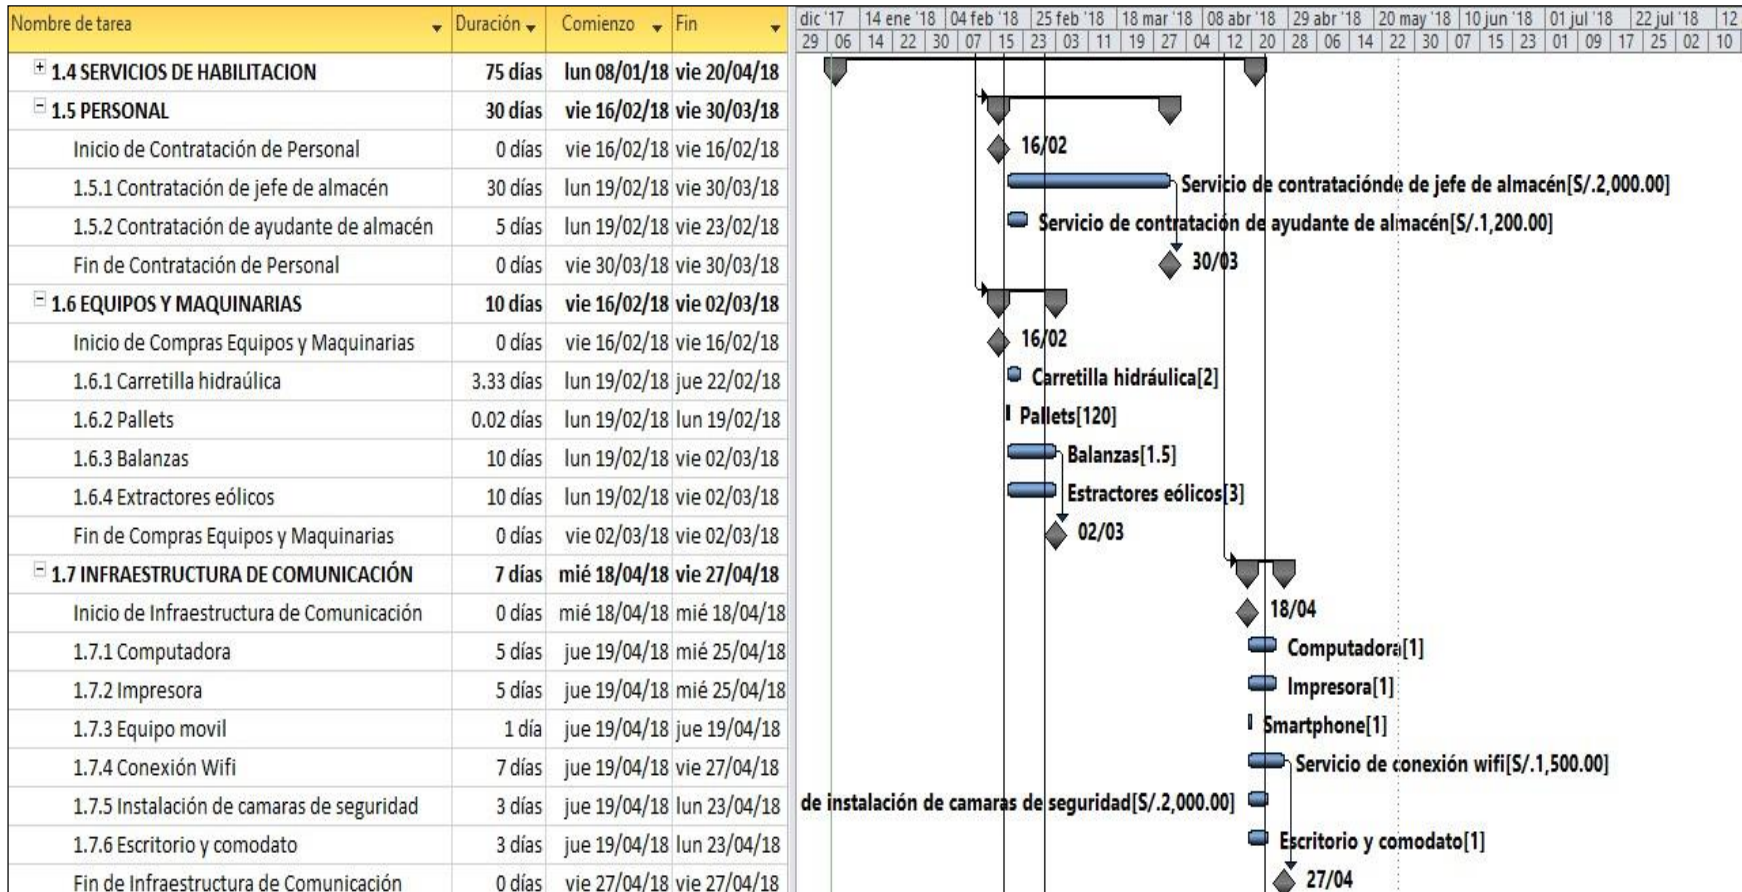 Nombre de tarea Duración Comienzo Fin
dic '17 14 ene '18 04 feb '18 25 feb '18 18 mar '18 08 abr '18 29 abr '18 20 may '18 10 jun '18 01 jul '18 22 jul '18 12
29 06 14 22 30 07 15 23 03 11 19 27 04 12 20 28 06 14 22 30 07 15 23 01 09 17 25 02 10
1.4 SERVICIOS DE HABILITACION 75 días lun 08/01/18 vie 20/04/18
1.5 PERSONAL 30 días vie 16/02/18 vie 30/03/18
Inicio de Contratación de Personal 0 días vie 16/02/18 vie 16/02/18 16/02
1.5.1 Contratación de jefe de almacén 30 días lun 19/02/18 vie 30/03/18 Servicio de contrataciónde de jefe de almacén[S/.2,000.00]
1.5.2 Contratación de ayudante de almacén 5 días lun 19/02/18 vie 23/02/18 Servicio de contratación de ayudante de almacén[S/.1,200.00]
Fin de Contratación de Personal 0 días vie 30/03/18 vie 30/03/18 30/03
1.6 EQUIPOS Y MAQUINARIAS 10 días vie 16/02/18 vie 02/03/18
Inicio de Compras Equipos y Maquinarias 0 días vie 16/02/18 vie 16/02/18 16/02
1.6.1 Carretilla hidraúlica 3.33 días lun 19/02/18 jue 22/02/18 Carretilla hidráulica[2]
1.6.2 Pallets 0.02 días lun 19/02/18 lun 19/02/18 Pallets[120]
1.6.3 Balanzas 10 días lun 19/02/18 vie 02/03/18 Balanzas[1.5]
1.6.4 Extractores eólicos 10 días lun 19/02/18 vie 02/03/18 Estractores eólicos[3]
Fin de Compras Equipos y Maquinarias 0 días vie 02/03/18 vie 02/03/18 02/03
1.7 INFRAESTRUCTURA DE COMUNICACIÓN 7 días mié 18/04/18 vie 27/04/18
Inicio de Infraestructura de Comunicación 0 días mié 18/04/18 mié 18/04/18 18/04
1.7.1 Computadora 5 días jue 19/04/18 mié 25/04/18 Computadora[1]
1.7.2 Impresora 5 días jue 19/04/18 mié 25/04/18 Impresora[1]
1.7.3 Equipo movil 1 día jue 19/04/18 jue 19/04/18 Smartphone[1]
1.7.4 Conexión Wifi 7 días jue 19/04/18 vie 27/04/18 Servicio de conexión wifi[S/.1,500.00]
1.7.5 Instalación de camaras de seguridad 3 días jue 19/04/18 lun 23/04/18 de instalación de camaras de seguridad[S/.2,000.00]
1.7.6 Escritorio y comodato 3 días jue 19/04/18 lun 23/04/18 Escritorio y comodato[1]
Fin de Infraestructura de Comunicación 0 días vie 27/04/18 vie 27/04/18 27/04